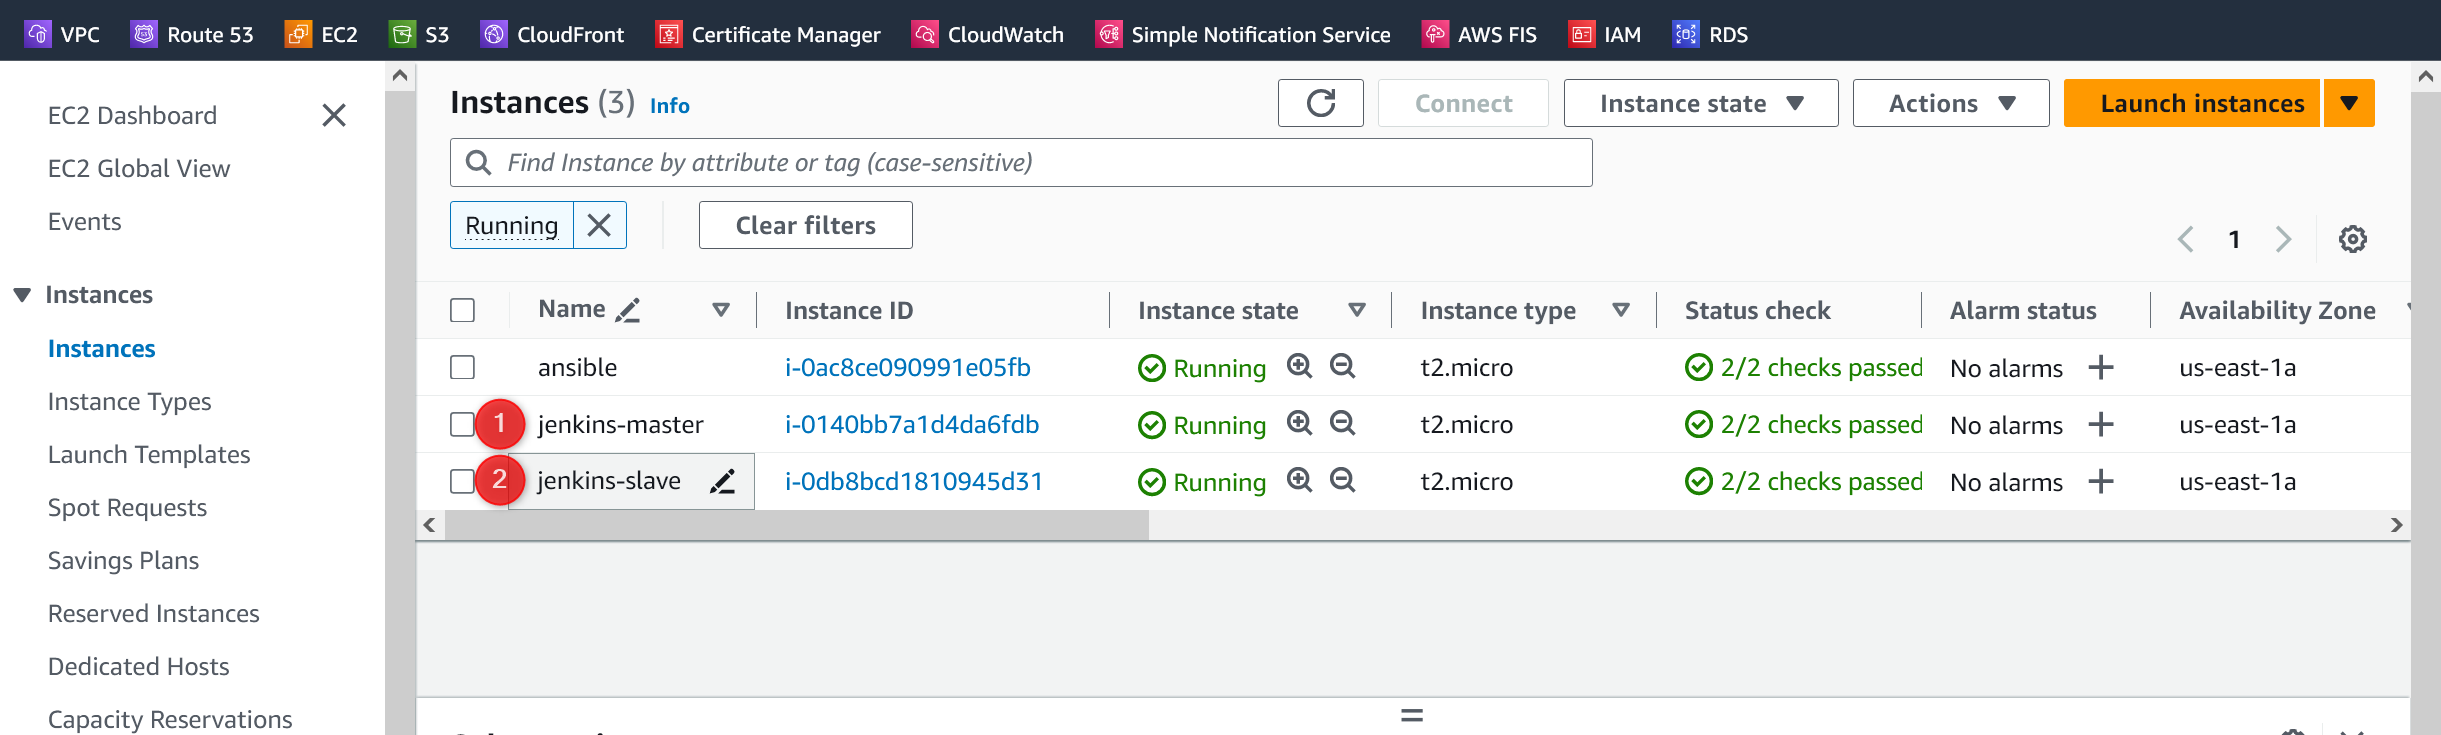 VPC Route 53 EC2 S3 CloudFront Certificate Manager CloudWatch Simple Notification Service AWS FIS IAM RDS
EC2 Dashboard
EC2 Global View
Events
Instances
Instances
Instance Types
Launch Templates
Spot Requests
Savings Plans
Reserved Instances
Dedicated Hosts
Capacity Reservations
Instances (3) Info
Connect Instance state Actions Launch instances
Find Instance by attribute or tag (case-sensitive)
Running Clear filters
1
Name Instance ID Instance state Instance type Status check Alarm status Availability Zone
ansible i-0ac8ce090991e05fb Running t2.micro 2/2 checks passed No alarms us-east-1a
1 jenkins-master i-0140bb7a1d4da6fdb Running t2.micro 2/2 checks passed No alarms us-east-1a
2 jenkins-slave i-0db8bcd1810945d31 Running t2.micro 2/2 checks passed No alarms us-east-1a